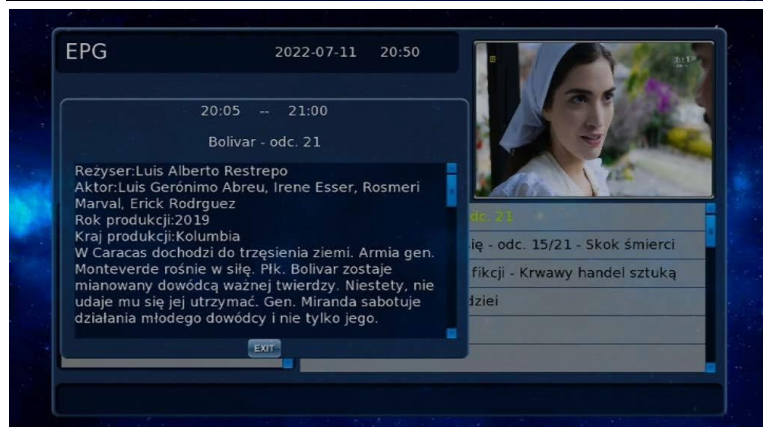 EPG
2022-07-11 20:50
20:05 -- 21:00
Bolivar - odc. 21
Reżyser:Luis Alberto Restrepo
Aktor:Luis Gerónimo Abreu, Irene Esser, Rosmeri
Marval, Erick Rodrguez
Rok produkcji:2019
Kraj produkcji:Kolumbia
W Caracas dochodzi do trzęsienia ziemi. Armia gen.
Monteverde rośnie w siłę. Płk. Bolivar zostaje
mianowany dowódcą ważnej twierdzy. Niestety, nie
udaje mu się jej utrzymać. Gen. Miranda sabotuje
działania młodego dowódcy i nie tylko jego.
EXIT
dc. 21
ię - odc. 15/21 - Skok śmierci
fikcji - Krwawy handel sztuką
dziei